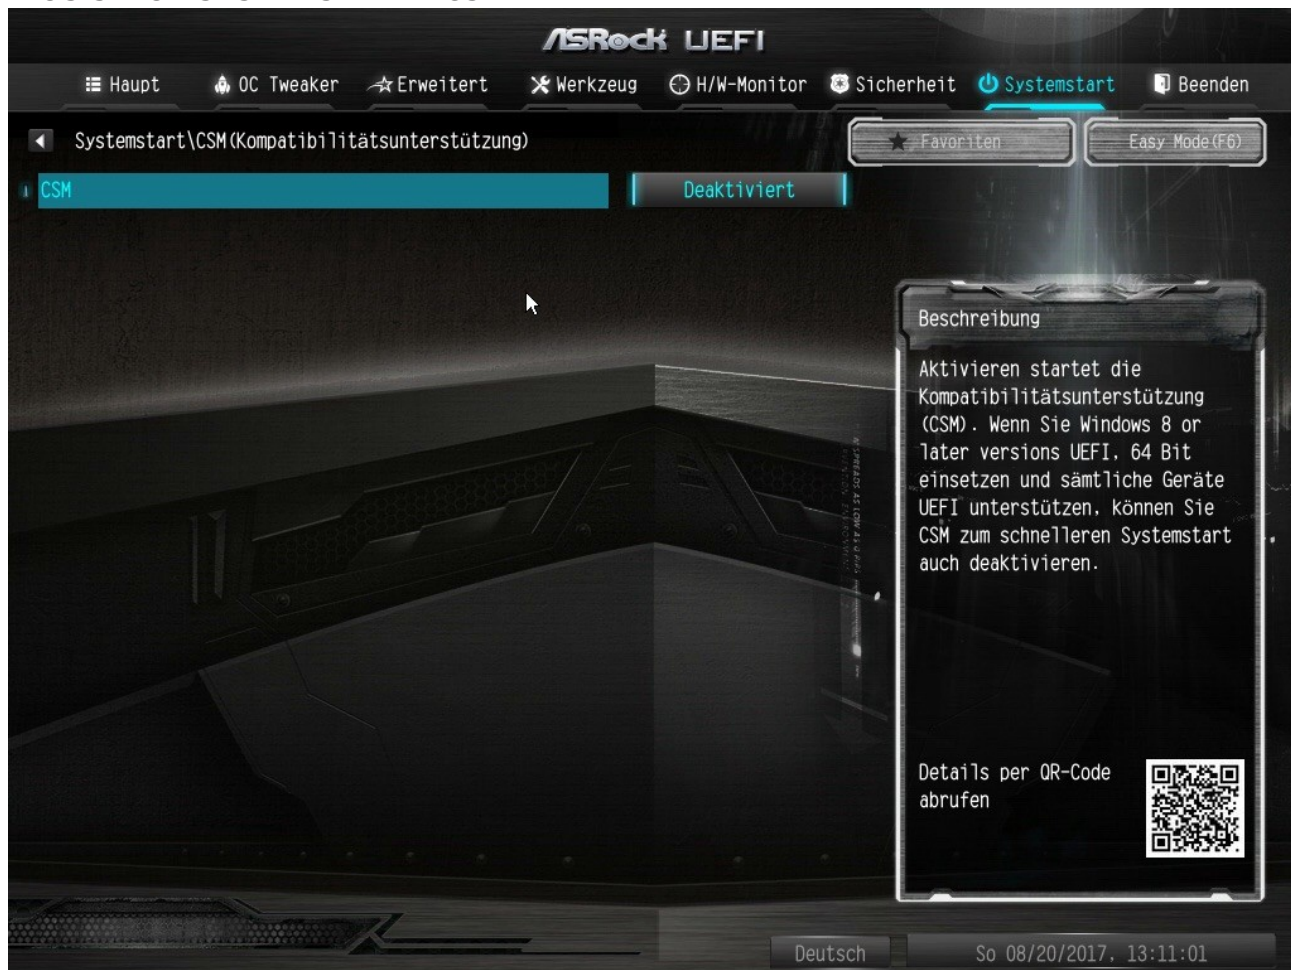 ASRock UEFI
Haupt OC Tweaker Erweitert Werkzeug H/W-Monitor Sicherheit Systemstart Beenden
Systemstart\CSM(Kompatibilitätsunterstützung)
Favoriten Easy Mode(F6)
CSM Deaktiviert
Beschreibung
Aktivieren startet die
Kompatibilitätsunterstützung
(CSM). Wenn Sie Windows 8 or
later versions UEFI, 64 Bit
einsetzen und sämtliche Geräte
UEFI unterstützen, können Sie
CSM zum schnelleren Systemstart
auch deaktivieren.
Details per QR-Code
abrufen
Deutsch So 08/20/2017, 13:11:01